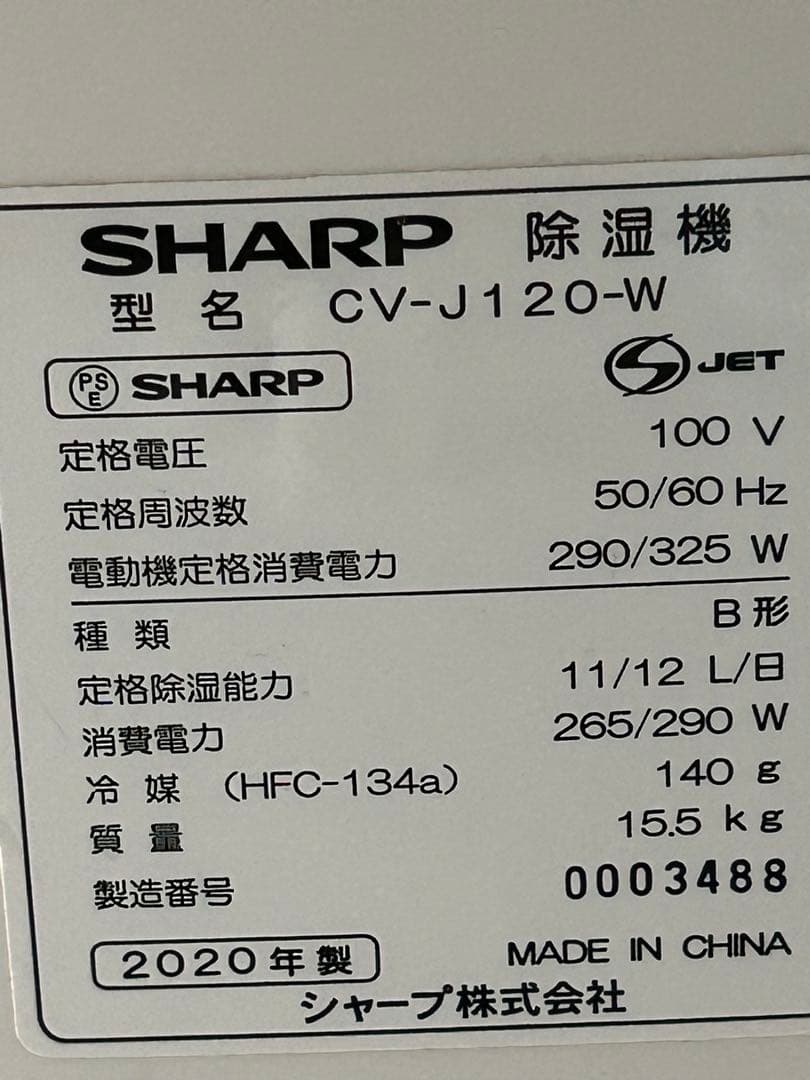 SHARP 除湿機
型名 CV-J120-W
PSE SHARP JET
定格電圧 100 V
定格周波数 50/60 Hz
電動機定格消費電力 290/325 W
種類 B形
定格除湿能力 11/12 L/日
消費電力 265/290 W
冷媒 (HFC-134a) 140 g
質量 15.5 kg
製造番号 0003488
2020年製 MADE IN CHINA
シャープ株式会社